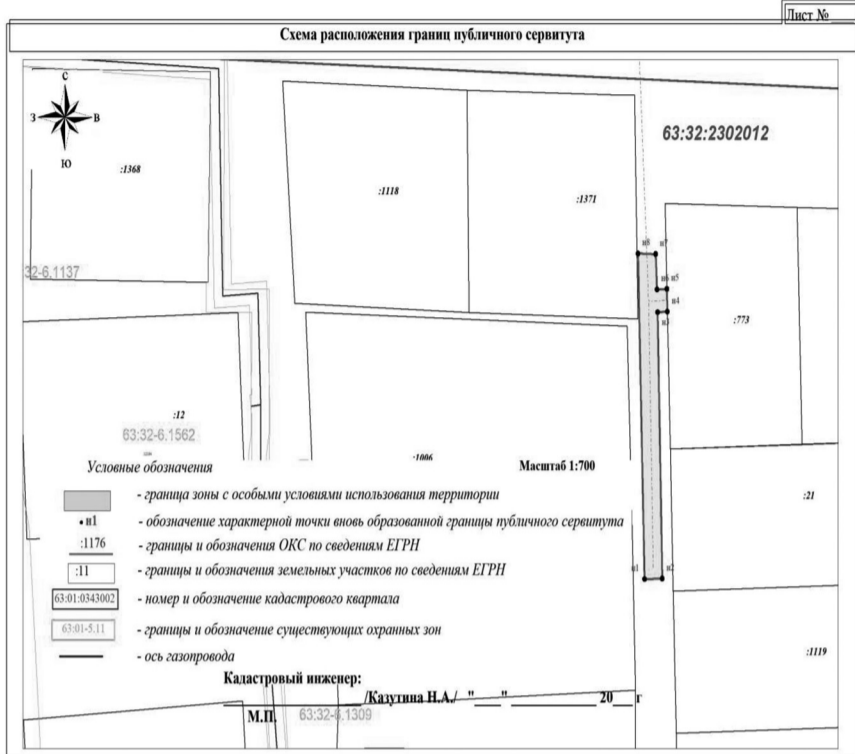 Лист № ___
Схема расположения границ публичного сервитута
С
З
В
Ю
63:32:2302012
:1368
:1118
:1371
н8
н7
32-6.1137
н6
н5
н4
н3
:773
:12
63:32-6.1562
:1006
Условные обозначения
Масштаб 1:700
- граница зоны с особыми условиями использования территории
:21
• н1 - обозначение характерной точки вновь образованной границы публичного сервитута
:1176 - границы и обозначения ОКС по сведениям ЕГРН
:11 - границы и обозначения земельных участков по сведениям ЕГРН
н1
н2
63:01:0343002 - номер и обозначение кадастрового квартала
63:01-5.11 - границы и обозначение существующих охранных зон
- ось газопровода
:1119
Кадастровый инженер:
/Казутина Н.А./ "___" ___________ 20__ г
М.П.
63:32-6.1309